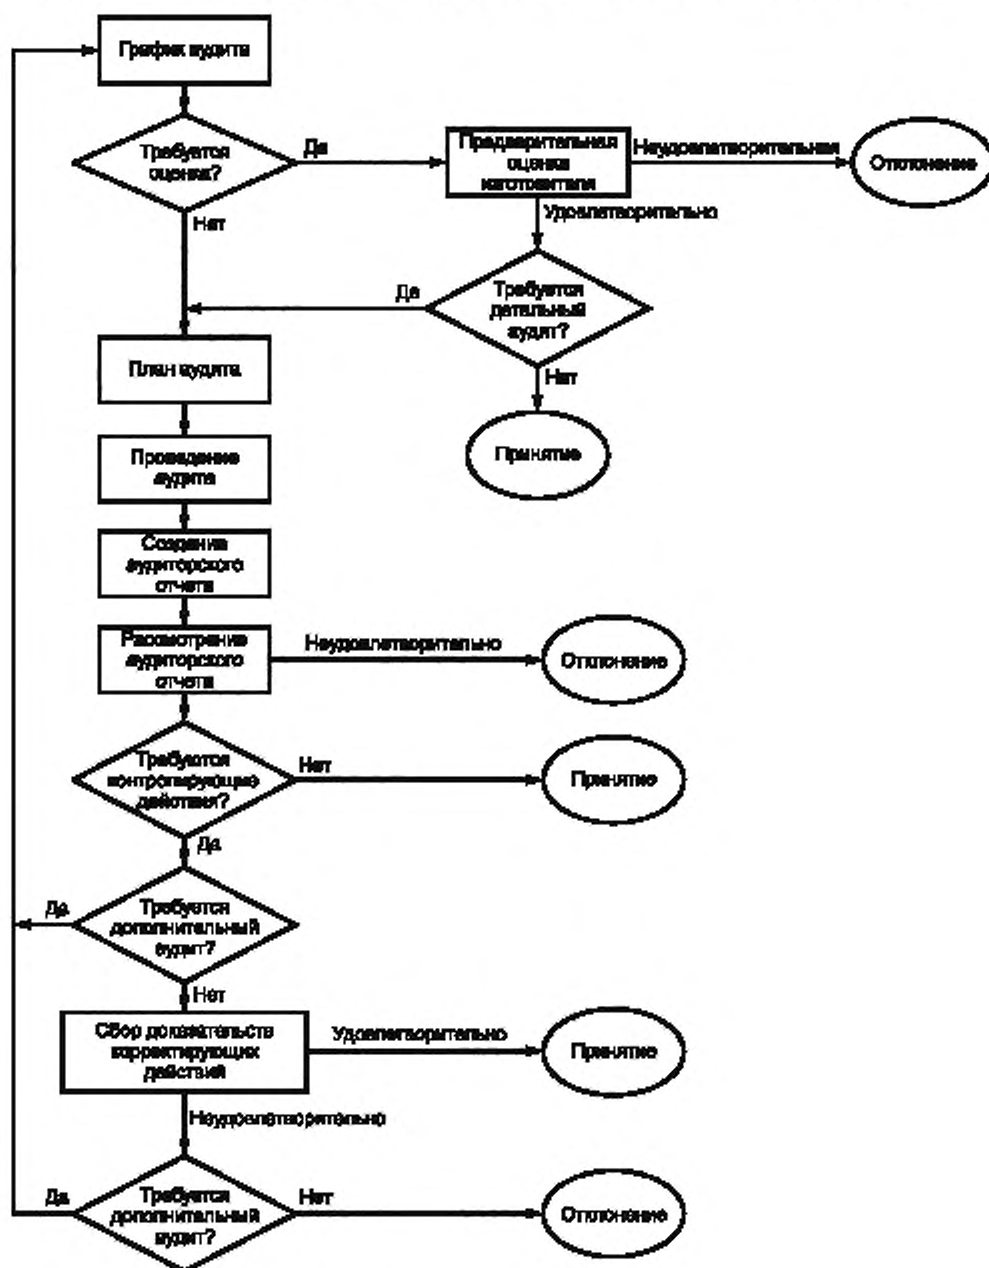 График аудита
Требуется
оценка?
Да
Предварительная
оценка
изготовителя
Неудовлетворительная
Отклонение
Нет
Удовлетворительно
Требуется
детальный
аудит?
Да
Нет
Принятие
План аудита
Проведение
аудита
Создание
аудиторского
отчета
Рассмотрение
аудиторского
отчета
Неудовлетворительно
Отклонение
Требуются
контролирующие
действия?
Нет
Принятие
Да
Требуется
дополнительный
аудит?
Да
Нет
Сбор доказательств
корректирующих
действий
Удовлетворительно
Принятие
Неудовлетворительно
Требуется
дополнительный
аудит?
Да
Нет
Отклонение